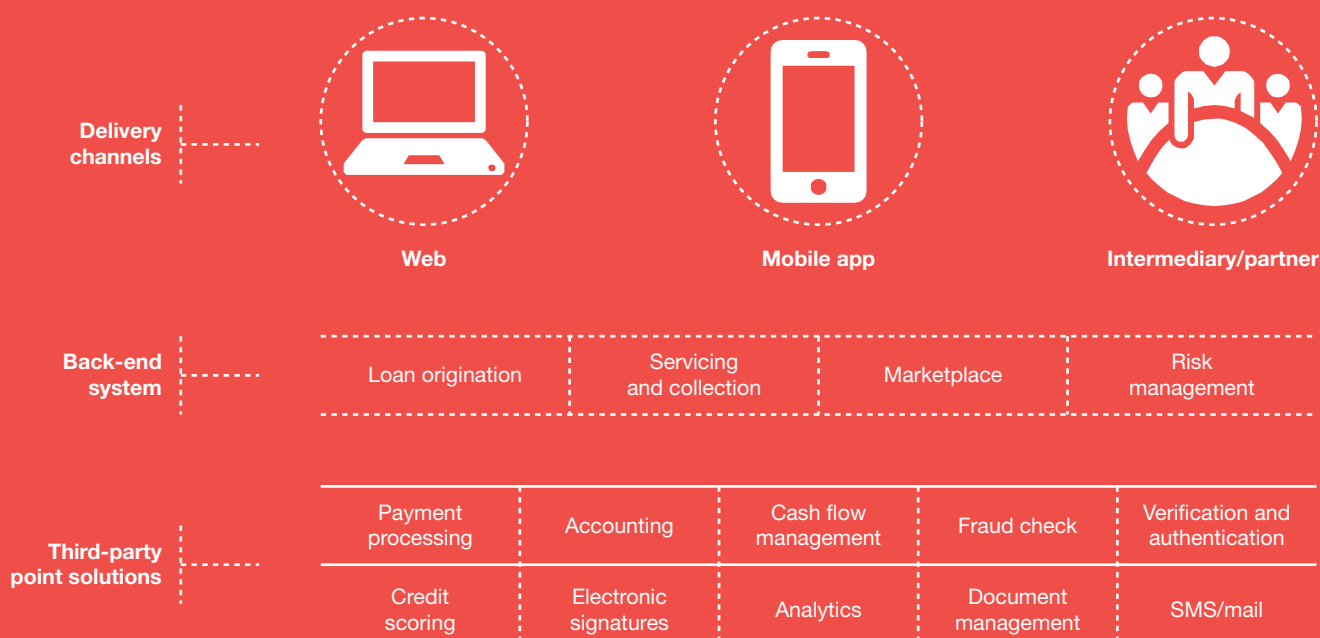 Delivery
channels
Web
Mobile app
Intermediary/partner
Back-end
system
Loan origination
Servicing
and collection
Marketplace
Risk
management
Third-party
point solutions
Payment
processing
Accounting
Cash flow
management
Fraud check
Verification and
authentication
Credit
scoring
Electronic
signatures
Analytics
Document
management
SMS/mail